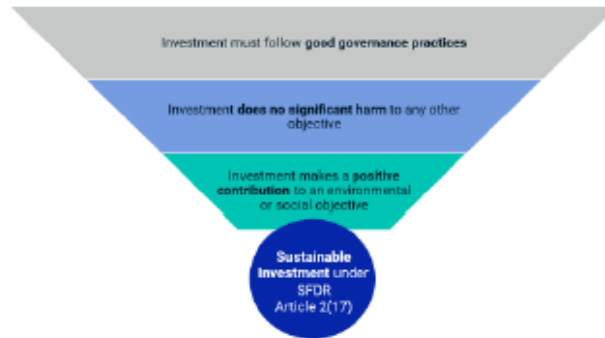 Investment must follow good governance practices
Investment does no significant harm to any other
objective
Investment makes a positive
contribution to an environmental
or social objective
Sustainable
Investment under
SFDR
Article 2(17)